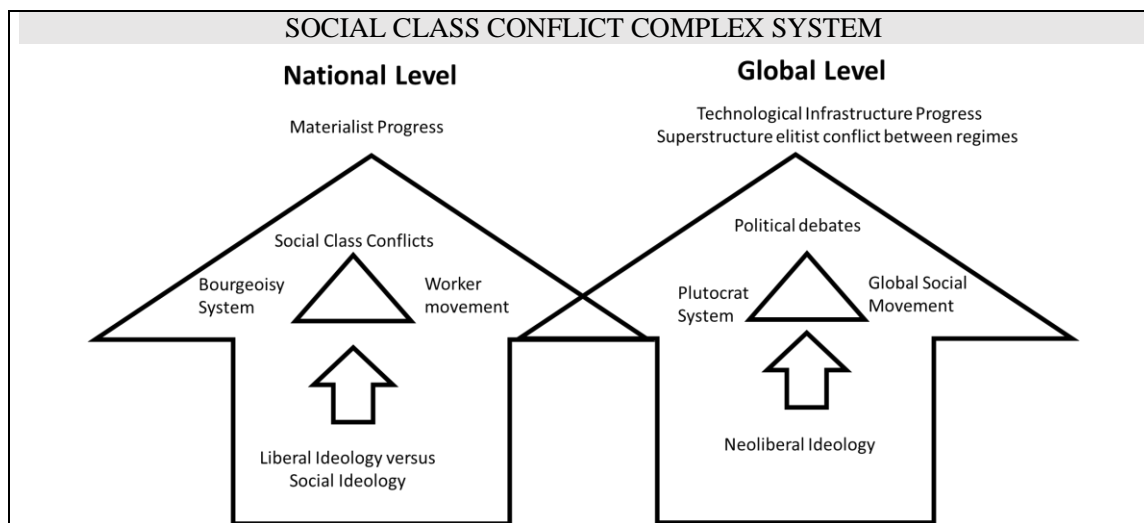 SOCIAL CLASS CONFLICT COMPLEX SYSTEM
National Level
Materialist Progress
Social Class Conflicts
Bourgeoisy
System
Worker
movement
Liberal Ideology versus
Social Ideology
Global Level
Technological Infrastructure Progress
Superstructure elitist conflict between regimes
Political debates
Plutocrat
System
Global Social
Movement
Neoliberal Ideology